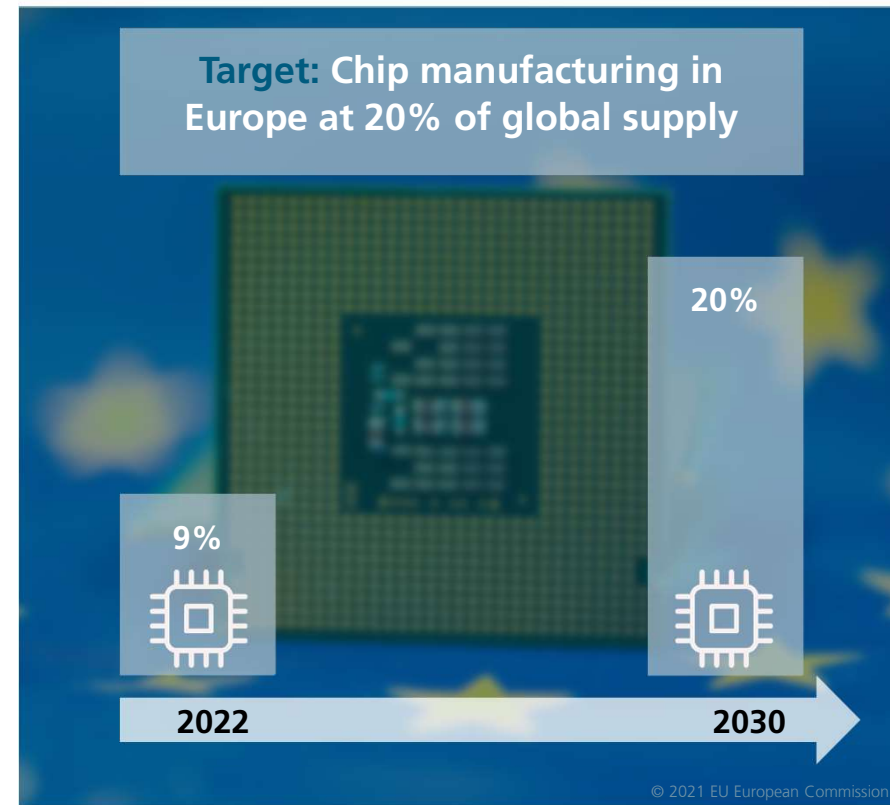 Target: Chip manufacturing in
Europe at 20% of global supply
20%
9%
2022 2030
© 2021 EU European Commission